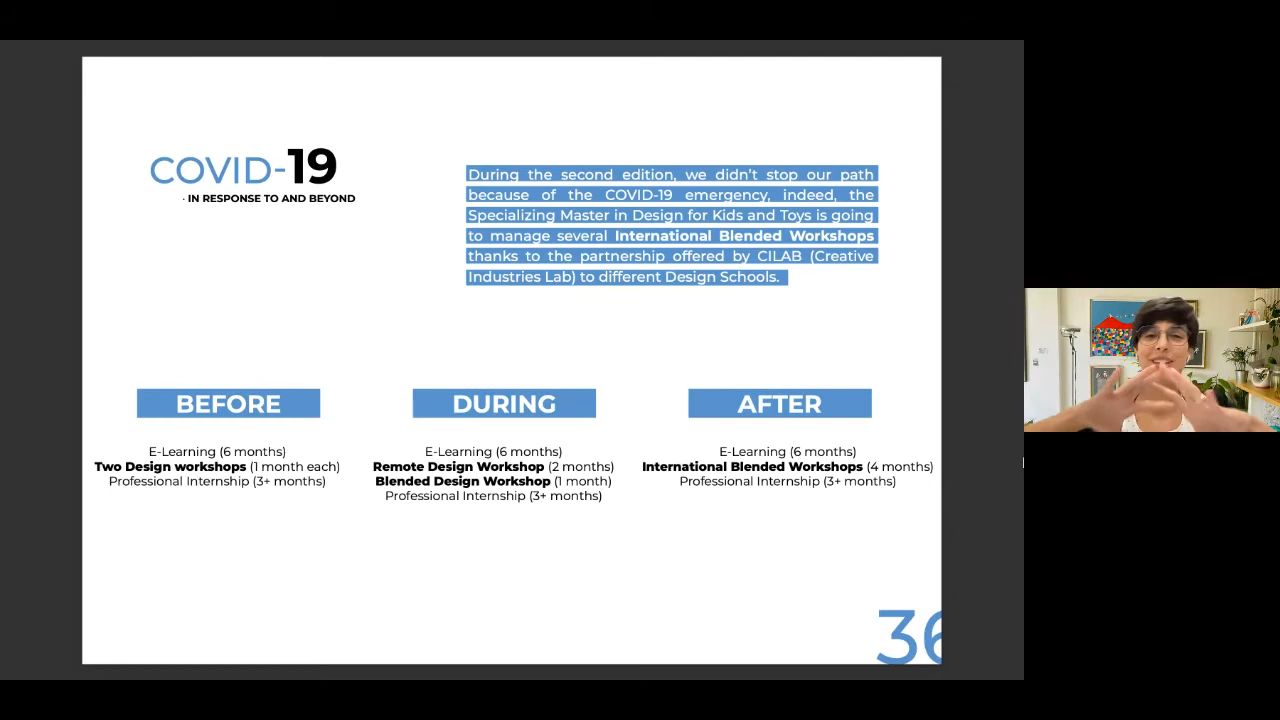 COVID-19
· IN RESPONSE TO AND BEYOND
During the second edition, we didn't stop our path
because of the COVID-19 emergency, indeed, the
Specializing Master in Design for Kids and Toys is going
to manage several International Blended Workshops
thanks to the partnership offered by CILAB (Creative
Industries Lab) to different Design Schools.
BEFORE
E-Learning (6 months)
Two Design workshops (1 month each)
Professional Internship (3+ months)
DURING
E-Learning (6 months)
Remote Design Workshop (2 months)
Blended Design Workshop (1 month)
Professional Internship (3+ months)
AFTER
E-Learning (6 months)
International Blended Workshops (4 months)
Professional Internship (3+ months)
36